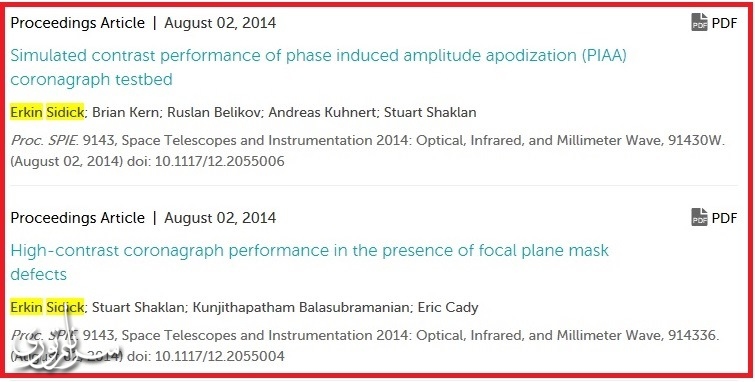 Proceedings Article | August 02, 2014
PDF
Simulated contrast performance of phase induced amplitude apodization (PIAA)
coronagraph testbed
Erkin Sidick; Brian Kern; Ruslan Belikov; Andreas Kuhnert; Stuart Shaklan
Proc. SPIE. 9143, Space Telescopes and Instrumentation 2014: Optical, Infrared, and Millimeter Wave, 91430W.
(August 02, 2014) doi: 10.1117/12.2055006
Proceedings Article | August 02, 2014
PDF
High-contrast coronagraph performance in the presence of focal plane mask
defects
Erkin Sidick; Stuart Shaklan; Kunjithapatham Balasubramanian; Eric Cady
Proc. SPIE. 9143, Space Telescopes and Instrumentation 2014: Optical, Infrared, and Millimeter Wave, 914336.
(August 02, 2014) doi: 10.1117/12.2055004